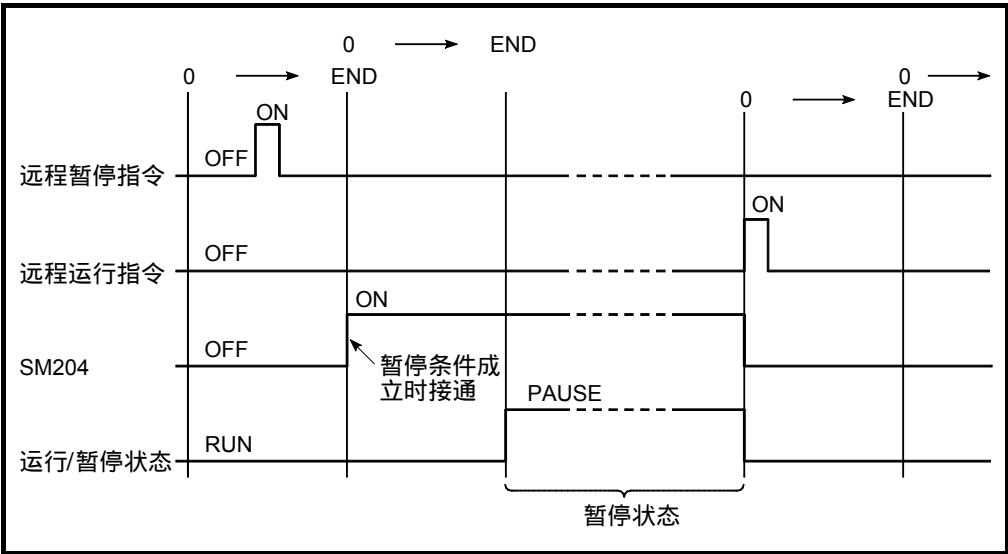 0 END
0 END 0
0 END
ON
OFF
远程暂停指令
ON
OFF
远程运行指令
ON
OFF
SM204
暂停条件成
立时接通
PAUSE
RUN
运行/暂停状态
暂停状态